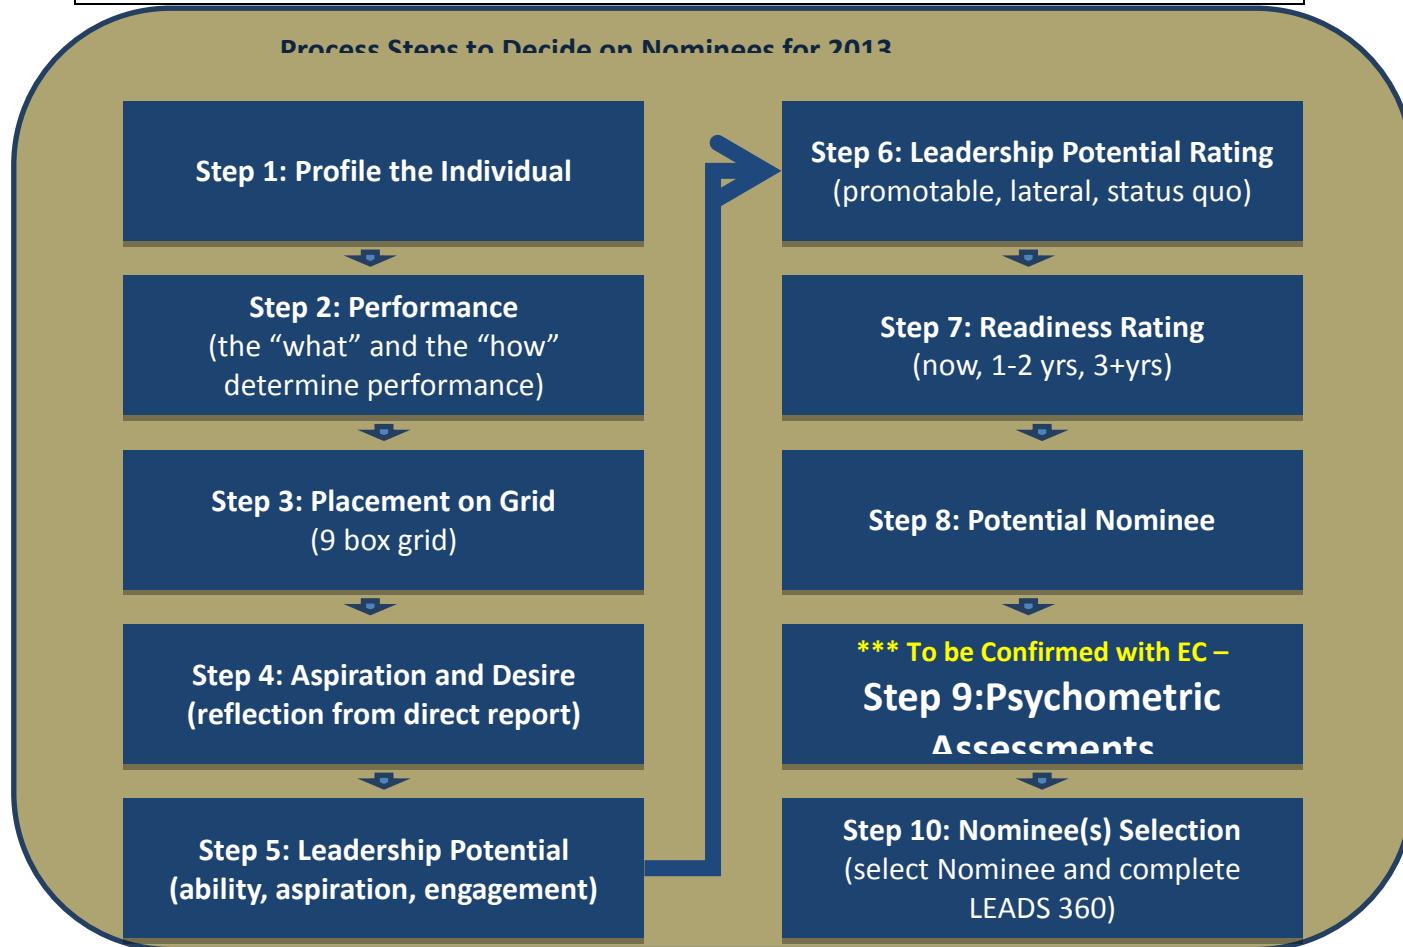 Process Steps to Decide on Nominees for 2013
Step 1: Profile the Individual
Step 2: Performance
(the “what” and the “how”
determine performance)
Step 3: Placement on Grid
(9 box grid)
Step 4: Aspiration and Desire
(reflection from direct report)
Step 5: Leadership Potential
(ability, aspiration, engagement)
Step 6: Leadership Potential Rating
(promotable, lateral, status quo)
Step 7: Readiness Rating
(now, 1-2 yrs, 3+yrs)
Step 8: Potential Nominee
*** To be Confirmed with EC –
Step 9:Psychometric
Assessments
Step 10: Nominee(s) Selection
(select Nominee and complete
LEADS 360)